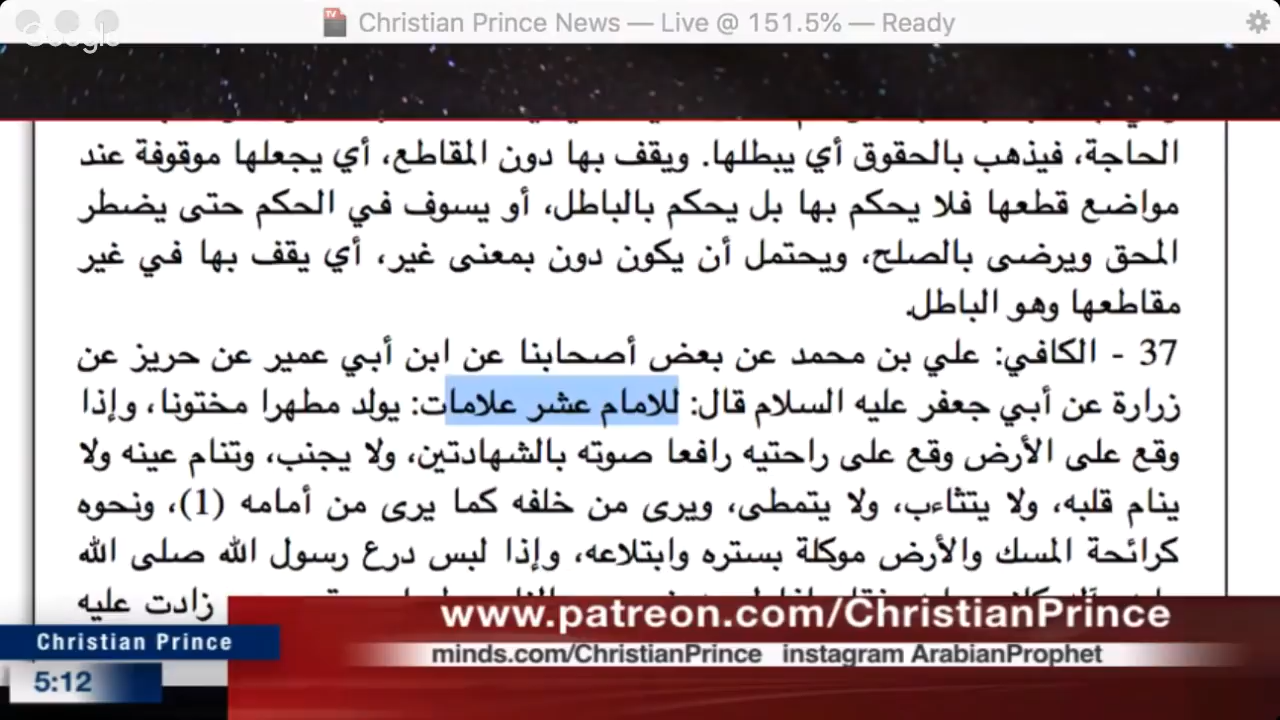 Christian Prince News — Live @ 151.5% — Ready
Google
TV
الحاجة، فيذهب بالحقوق أي يبطلها. ويقف بها دون المقاطع، أي يجعلها موقوفة عند
مواضع قطعها فلا يحكم بها بل يحكم بالباطل، أو يسوف في الحكم حتى يضطر
المحق ويرضى بالصلح، ويحتمل أن يكون دون بمعنى غير، أي يقف بها في غير
مقاطعها وهو الباطل.
37 - الكافي: علي بن محمد عن بعض أصحابنا عن ابن أبي عمير عن حريز عن
زرارة عن أبي جعفر عليه السلام قال: للامام عشر علامات: يولد مطهرا مختونا، وإذا
وقع على الأرض وقع على راحتيه رافعا صوته بالشهادتين، ولا يجنب، وتنام عينه ولا
ينام قلبه، ولا يتثاءب، ولا يتمطى، ويرى من خلفه كما يرى من أمامه (1)، ونحوه
كرائحة المسك والأرض موكلة بستره وابتلاعه، وإذا لبس درع رسول الله صلى الله
زادت عليه
www.patreon.com/ChristianPrince
Christian Prince
minds.com/ChristianPrince instagram ArabianProphet
5:12